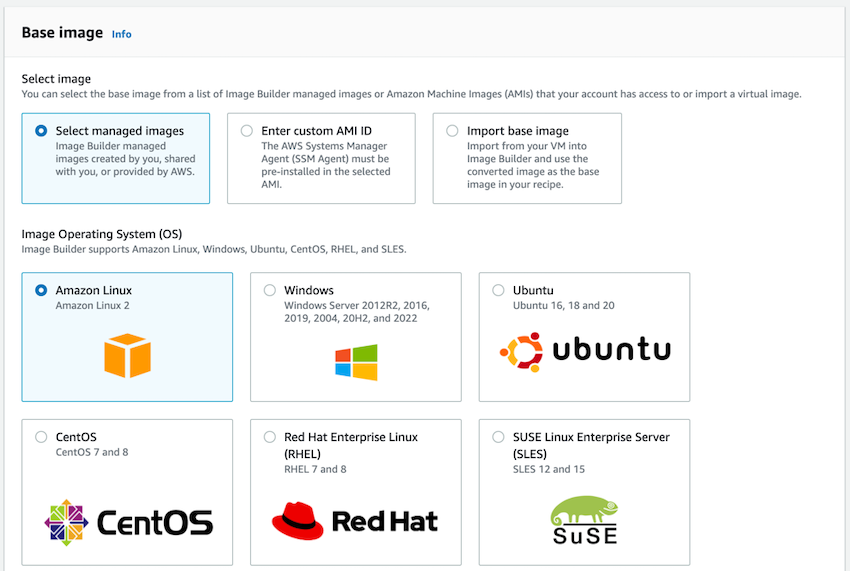 Base image Info
Select image
You can select the base image from a list of Image Builder managed images or Amazon Machine Images (AMIs) that your account has access to or import a virtual image.
Select managed images
Image Builder managed
images created by you, shared
with you, or provided by AWS.
Enter custom AMI ID
The AWS Systems Manager
Agent (SSM Agent) must be
pre-installed in the selected
AMI.
Import base image
Import from your VM into
Image Builder and use the
converted image as the base
image in your recipe.
Image Operating System (OS)
Image Builder supports Amazon Linux, Windows, Ubuntu, CentOS, RHEL, and SLES.
Amazon Linux
Amazon Linux 2
Windows
Windows Server 2012R2, 2016,
2019, 2004, 20H2, and 2022
Ubuntu
Ubuntu 16, 18 and 20
ubuntu
CentOS
CentOS 7 and 8
CentOS
Red Hat Enterprise Linux
(RHEL)
RHEL 7 and 8
Red Hat
SUSE Linux Enterprise Server
(SLES)
SLES 12 and 15
SuSE